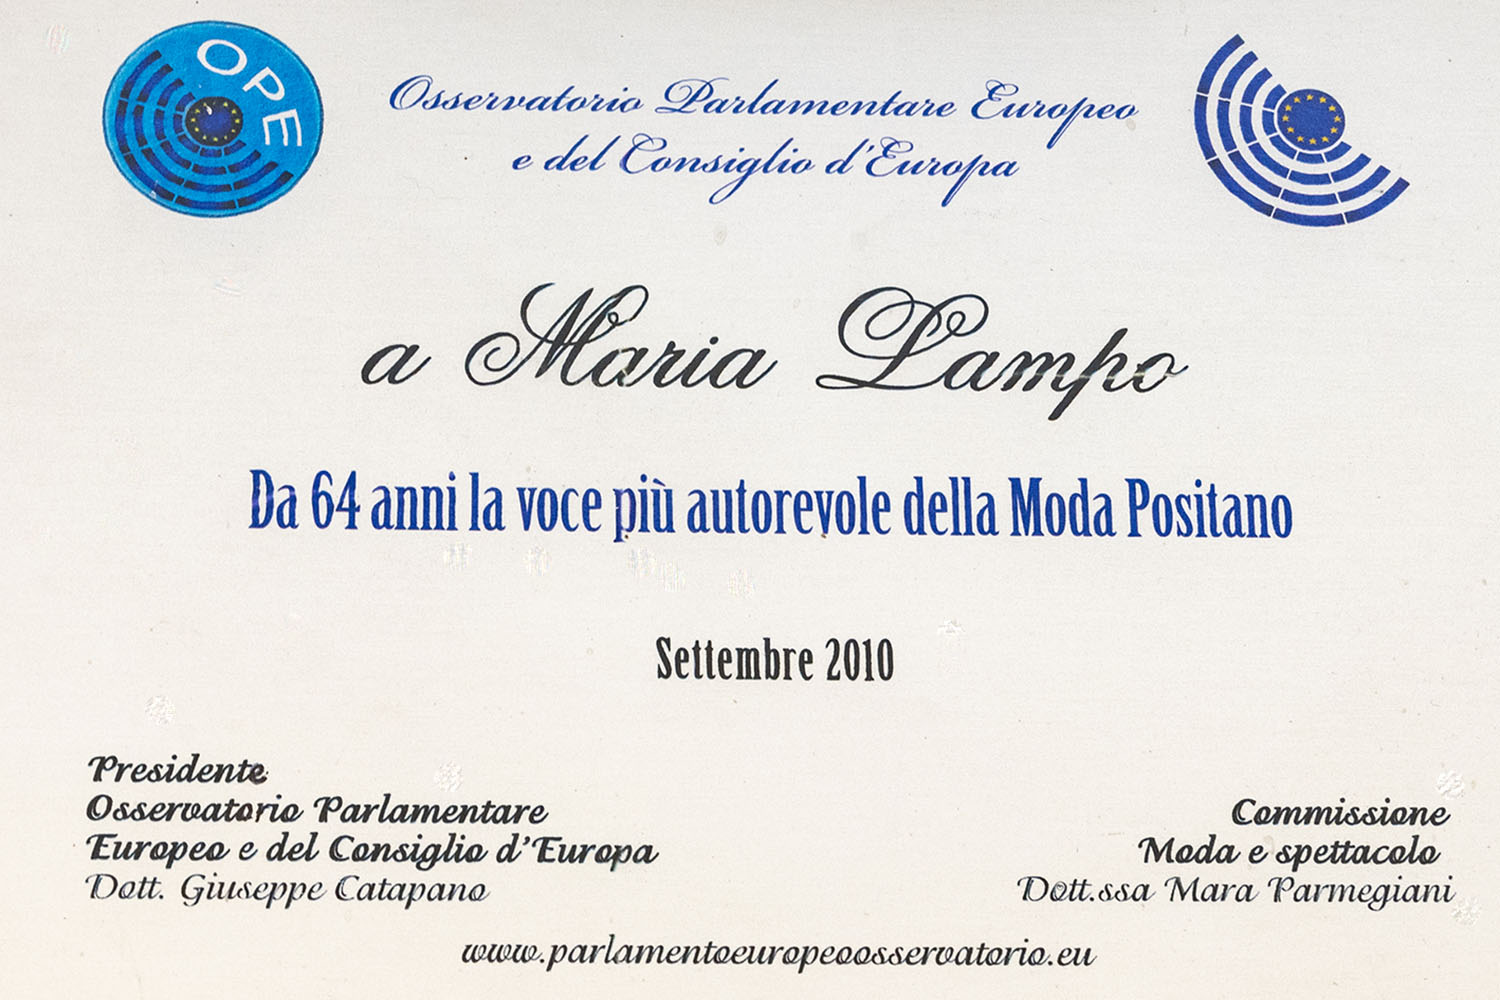 OPE
Osservatorio Parlamentare Europeo
e del Consiglio d'Europa
a Maria Lampo
Da 64 anni la voce più autorevole della Moda Positano
Settembre 2010
Presidente
Osservatorio Parlamentare
Europeo e del Consiglio d'Europa
Dott. Giuseppe Catapano
Commissione
Moda e spettacolo
Dott.ssa Mara Parmegiani
www.parlamentoeuropeoosservatorio.eu